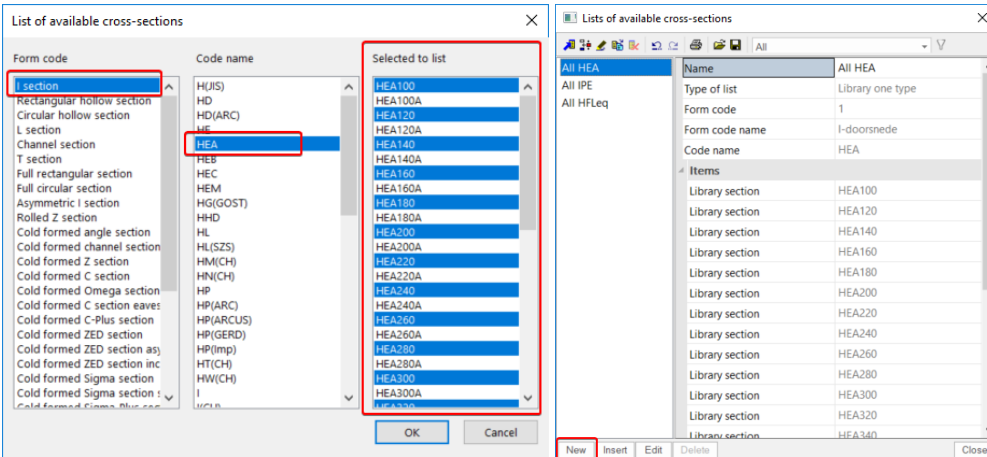 List of available cross-sections
Form code
I section
Rectangular hollow section
Circular hollow section
L section
Channel section
T section
Full rectangular section
Full circular section
Asymmetric I section
Rolled Z section
Cold formed angle section
Cold formed channel section
Cold formed Z section
Cold formed C section
Cold formed Omega section
Cold formed C section eaves
Cold formed C-Plus section
Cold formed ZED section
Cold formed ZED section asy
Cold formed ZED section inc
Cold formed Sigma section
Cold formed Sigma section s
Cold formed Sigma-Plus sec
Code name
H(JIS)
HD
HD(ARC)
HE
HEA
HEB
HEC
HEM
HG(GOST)
HHD
HL
HL(SZS)
HM(CH)
HN(CH)
HP
HP(ARC)
HP(ARCUS)
HP(GERD)
HP(Imp)
HT(CH)
HW(CH)
I
Selected to list
HEA100
HEA100A
HEA120
HEA120A
HEA140
HEA140A
HEA160
HEA160A
HEA180
HEA180A
HEA200
HEA200A
HEA220
HEA220A
HEA240
HEA240A
HEA260
HEA260A
HEA280
HEA280A
HEA300
HEA300A
HEA320
OK Cancel
Lists of available cross-sections
All
All HEA
All IPE
All HFLeq
Name All HEA
Type of list Library one type
Form code 1
Form code name I-doorsnede
Code name HEA
Items
Library section HEA100
Library section HEA120
Library section HEA140
Library section HEA160
Library section HEA180
Library section HEA200
Library section HEA220
Library section HEA240
Library section HEA260
Library section HEA280
Library section HEA300
Library section HEA320
Library section HEA340
New Insert Edit Delete Close